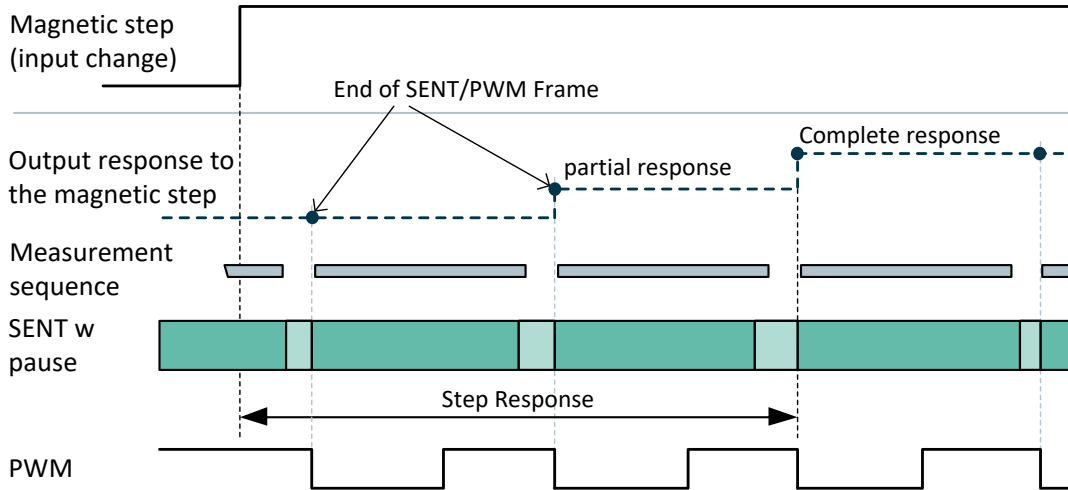 Magnetic step
(input change)
End of SENT/PWM Frame
Complete response
partial response
Output response to
the magnetic step
Measurement
sequence
SENT w
pause
Step Response
PWM